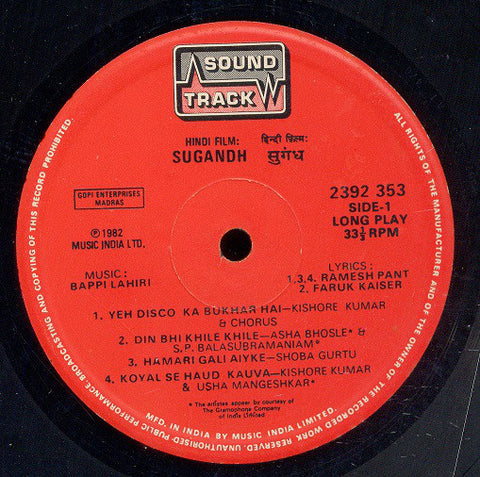 SOUND
TRACK
HINDI FILM: हिन्दी फ़िल्म:
SUGANDH सुगंध
GOPI ENTERPRISES
MADRAS
2392 353
SIDE-1
LONG PLAY
33⅓ RPM
℗ 1982
MUSIC INDIA LTD.
MUSIC :
BAPPI LAHIRI
LYRICS :
1.3.4. RAMESH PANT
2. FARUK KAISER
1. YEH DISCO KA BUKHAR HAI—KISHORE KUMAR
& CHORUS
2. DIN BHI KHILE KHILE—ASHA BHOSLE* &
S.P. BALASUBRAMANIAM*
3. HAMARI GALI AIYKE—SHOBA GURTU
4. KOYAL SE HAUD KAUVA—KISHORE KUMAR
& USHA MANGESHKAR*
* The artistes appear by courtesy of
The Gramophone Company
of India Limited
MFD. IN INDIA BY MUSIC INDIA LIMITED.
ALL RIGHTS OF THE MANUFACTURER AND OF THE OWNER OF THE RECORDED WORK RESERVED. UNAUTHORISED PUBLIC PERFORMANCE BROADCASTING AND COPYING OF THIS RECORD PROHIBITED.